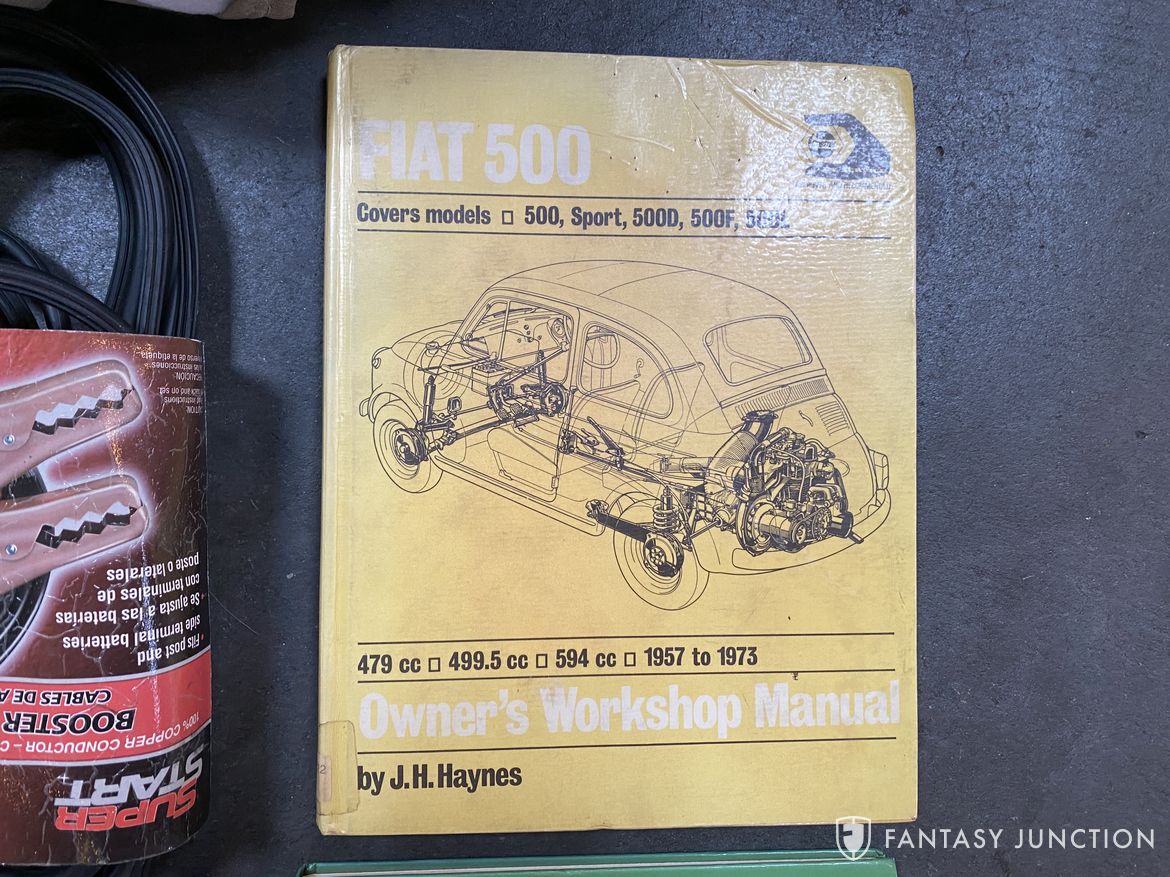 FIAT 500
Covers models □ 500, Sport, 500D, 500F, 500L
479 cc □ 499.5 cc □ 594 cc □ 1957 to 1973
Owner's Workshop Manual
by J.H. Haynes
2
SUPER
START
100% COPPER CONDUCTOR – C
BOOSTER
CABLES DE A
• Fits post and
side terminal batteries
• Se ajusta a las baterias
con terminales de
poste o laterales
FANTASY JUNCTION